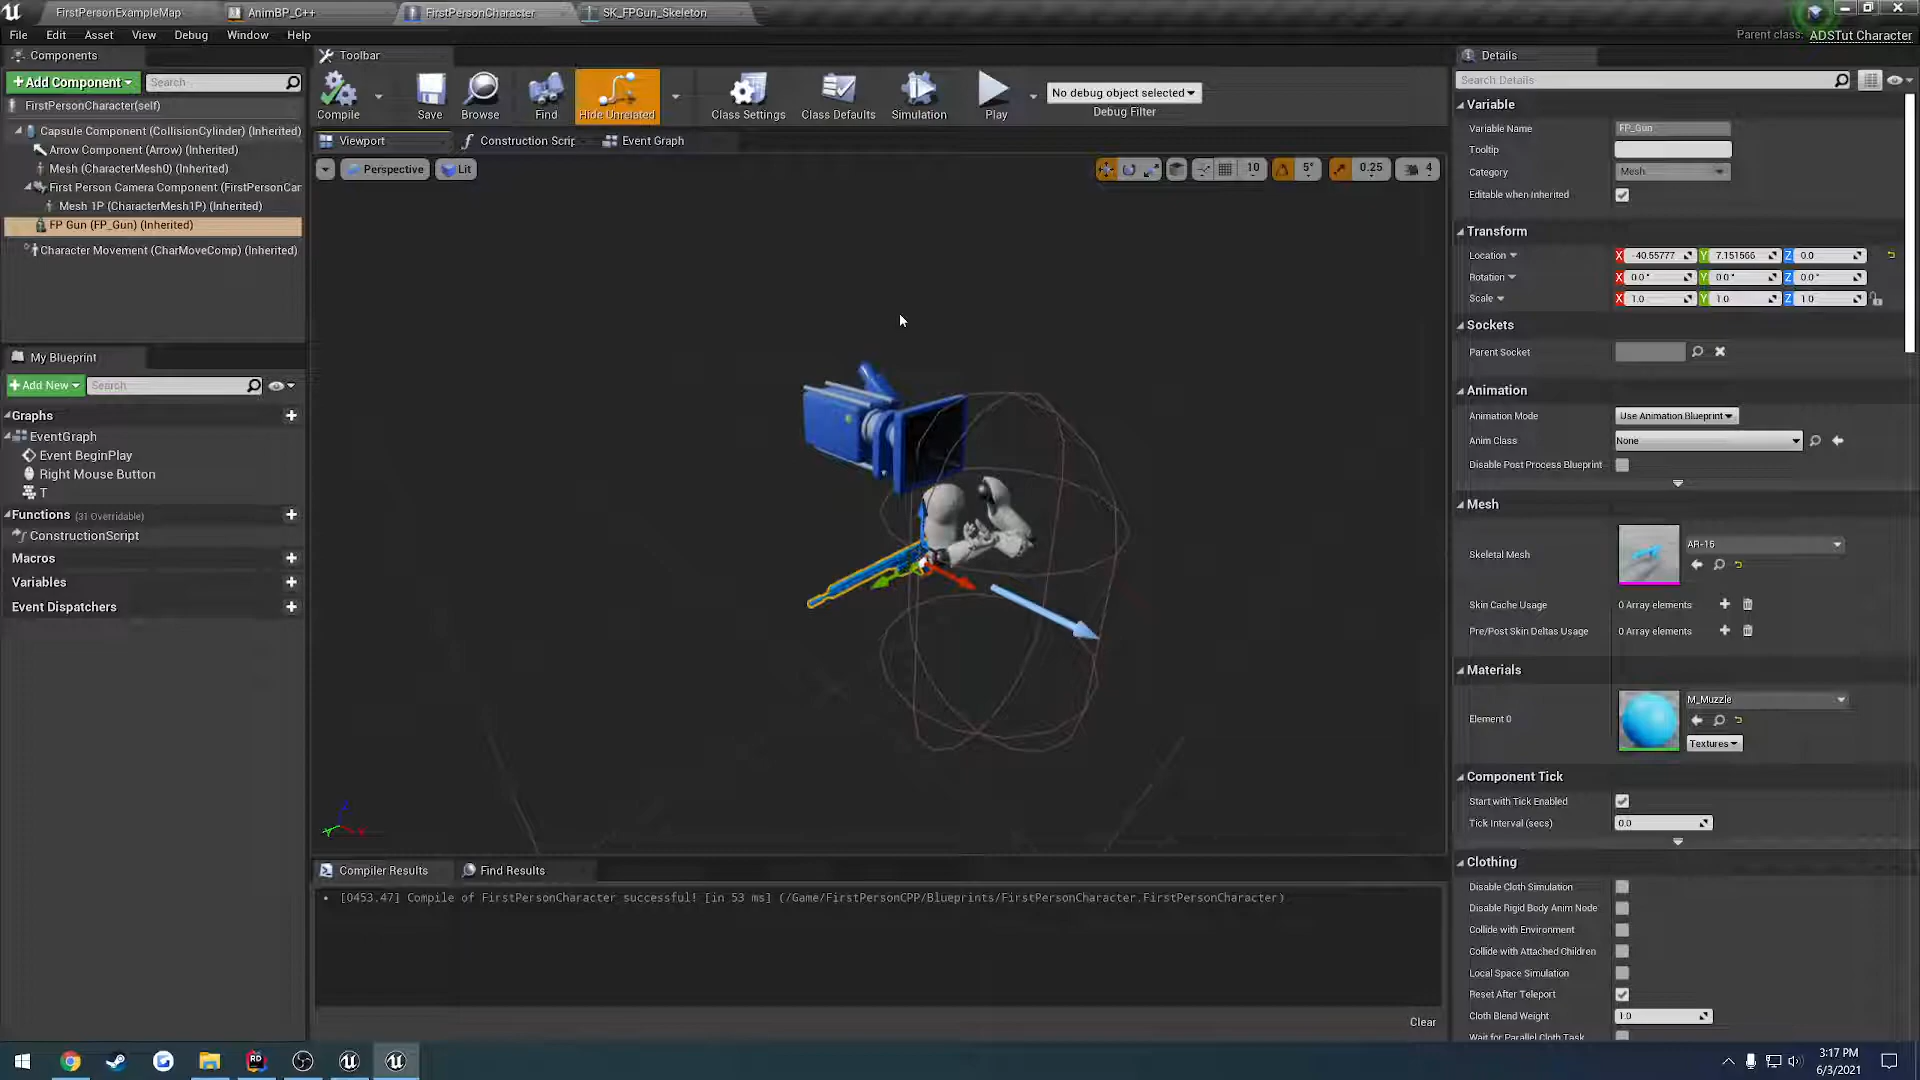 FirstPersonExampleMap
AnimBP_C++
FirstPersonCharacter
SK_FPGun_Skeleton
File Edit Asset View Debug Window Help
Parent class: ADSTut Character
Components
+Add Component
Search
FirstPersonCharacter(self)
Capsule Component (CollisionCylinder) (Inherited)
Arrow Component (Arrow) (Inherited)
Mesh (CharacterMesh0) (Inherited)
First Person Camera Component (FirstPersonCar
Mesh 1P (CharacterMesh1P) (Inherited)
FP Gun (FP_Gun) (Inherited)
Character Movement (CharMoveComp) (Inherited)
My Blueprint
+Add New
Search
Graphs
EventGraph
Event BeginPlay
Right Mouse Button
T
Functions (31 Overridable)
ConstructionScript
Macros
Variables
Event Dispatchers
Toolbar
Compile
Save
Browse
Find
Hide Unrelated
Class Settings
Class Defaults
Simulation
Play
No debug object selected
Debug Filter
Viewport
Construction Scrip
Event Graph
Perspective
Lit
10
5°
0.25
4
Compiler Results
Find Results
[0453.47] Compile of FirstPersonCharacter successful! [in 53 ms] (/Game/FirstPersonCPP/Blueprints/FirstPersonCharacter.FirstPersonCharacter)
Clear
Details
Search Details
Variable
Variable Name FP_Gun
Tooltip
Category Mesh
Editable when Inherited
Transform
Location X -40.55777 Y 7.151566 Z 0.0
Rotation X 0.0° Y 0.0° Z 0.0°
Scale X 1.0 Y 1.0 Z 1.0
Sockets
Parent Socket
Animation
Animation Mode Use Animation Blueprint
Anim Class None
Disable Post Process Blueprint
Mesh
Skeletal Mesh AR-16
Skin Cache Usage 0 Array elements
Pre/Post Skin Deltas Usage 0 Array elements
Materials
Element 0 M_Muzzle
Textures
Component Tick
Start with Tick Enabled
Tick Interval (secs) 0.0
Clothing
Disable Cloth Simulation
Disable Rigid Body Anim Node
Collide with Environment
Collide with Attached Children
Local Space Simulation
Reset After Teleport
Cloth Blend Weight 1.0
Wait for Parallel Cloth Task
3:17 PM
6/3/2021